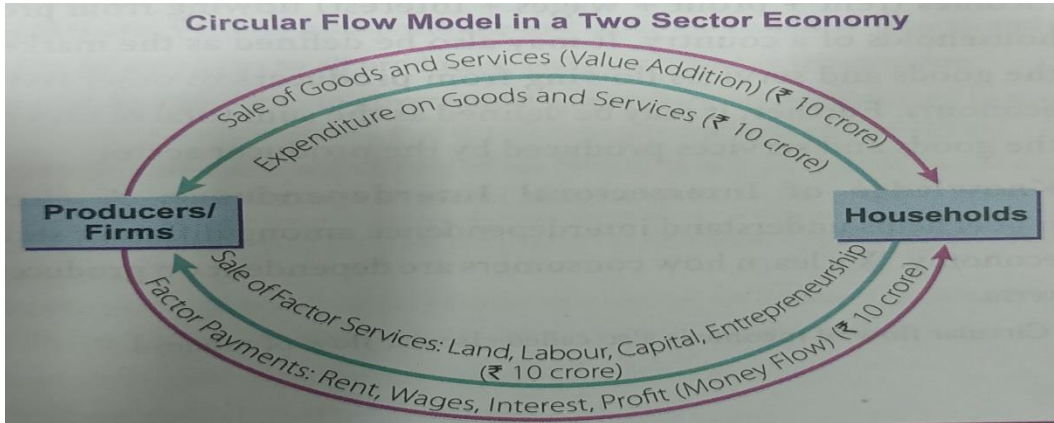 Circular Flow Model in a Two Sector Economy
Sale of Goods and Services (Value Addition) (₹ 10 crore)
Expenditure on Goods and Services (₹ 10 crore)
Producers/
Firms
Households
Sale of Factor Services: Land, Labour, Capital, Entrepreneurship
(₹ 10 crore)
Factor Payments: Rent, Wages, Interest, Profit (Money Flow) (₹ 10 crore)